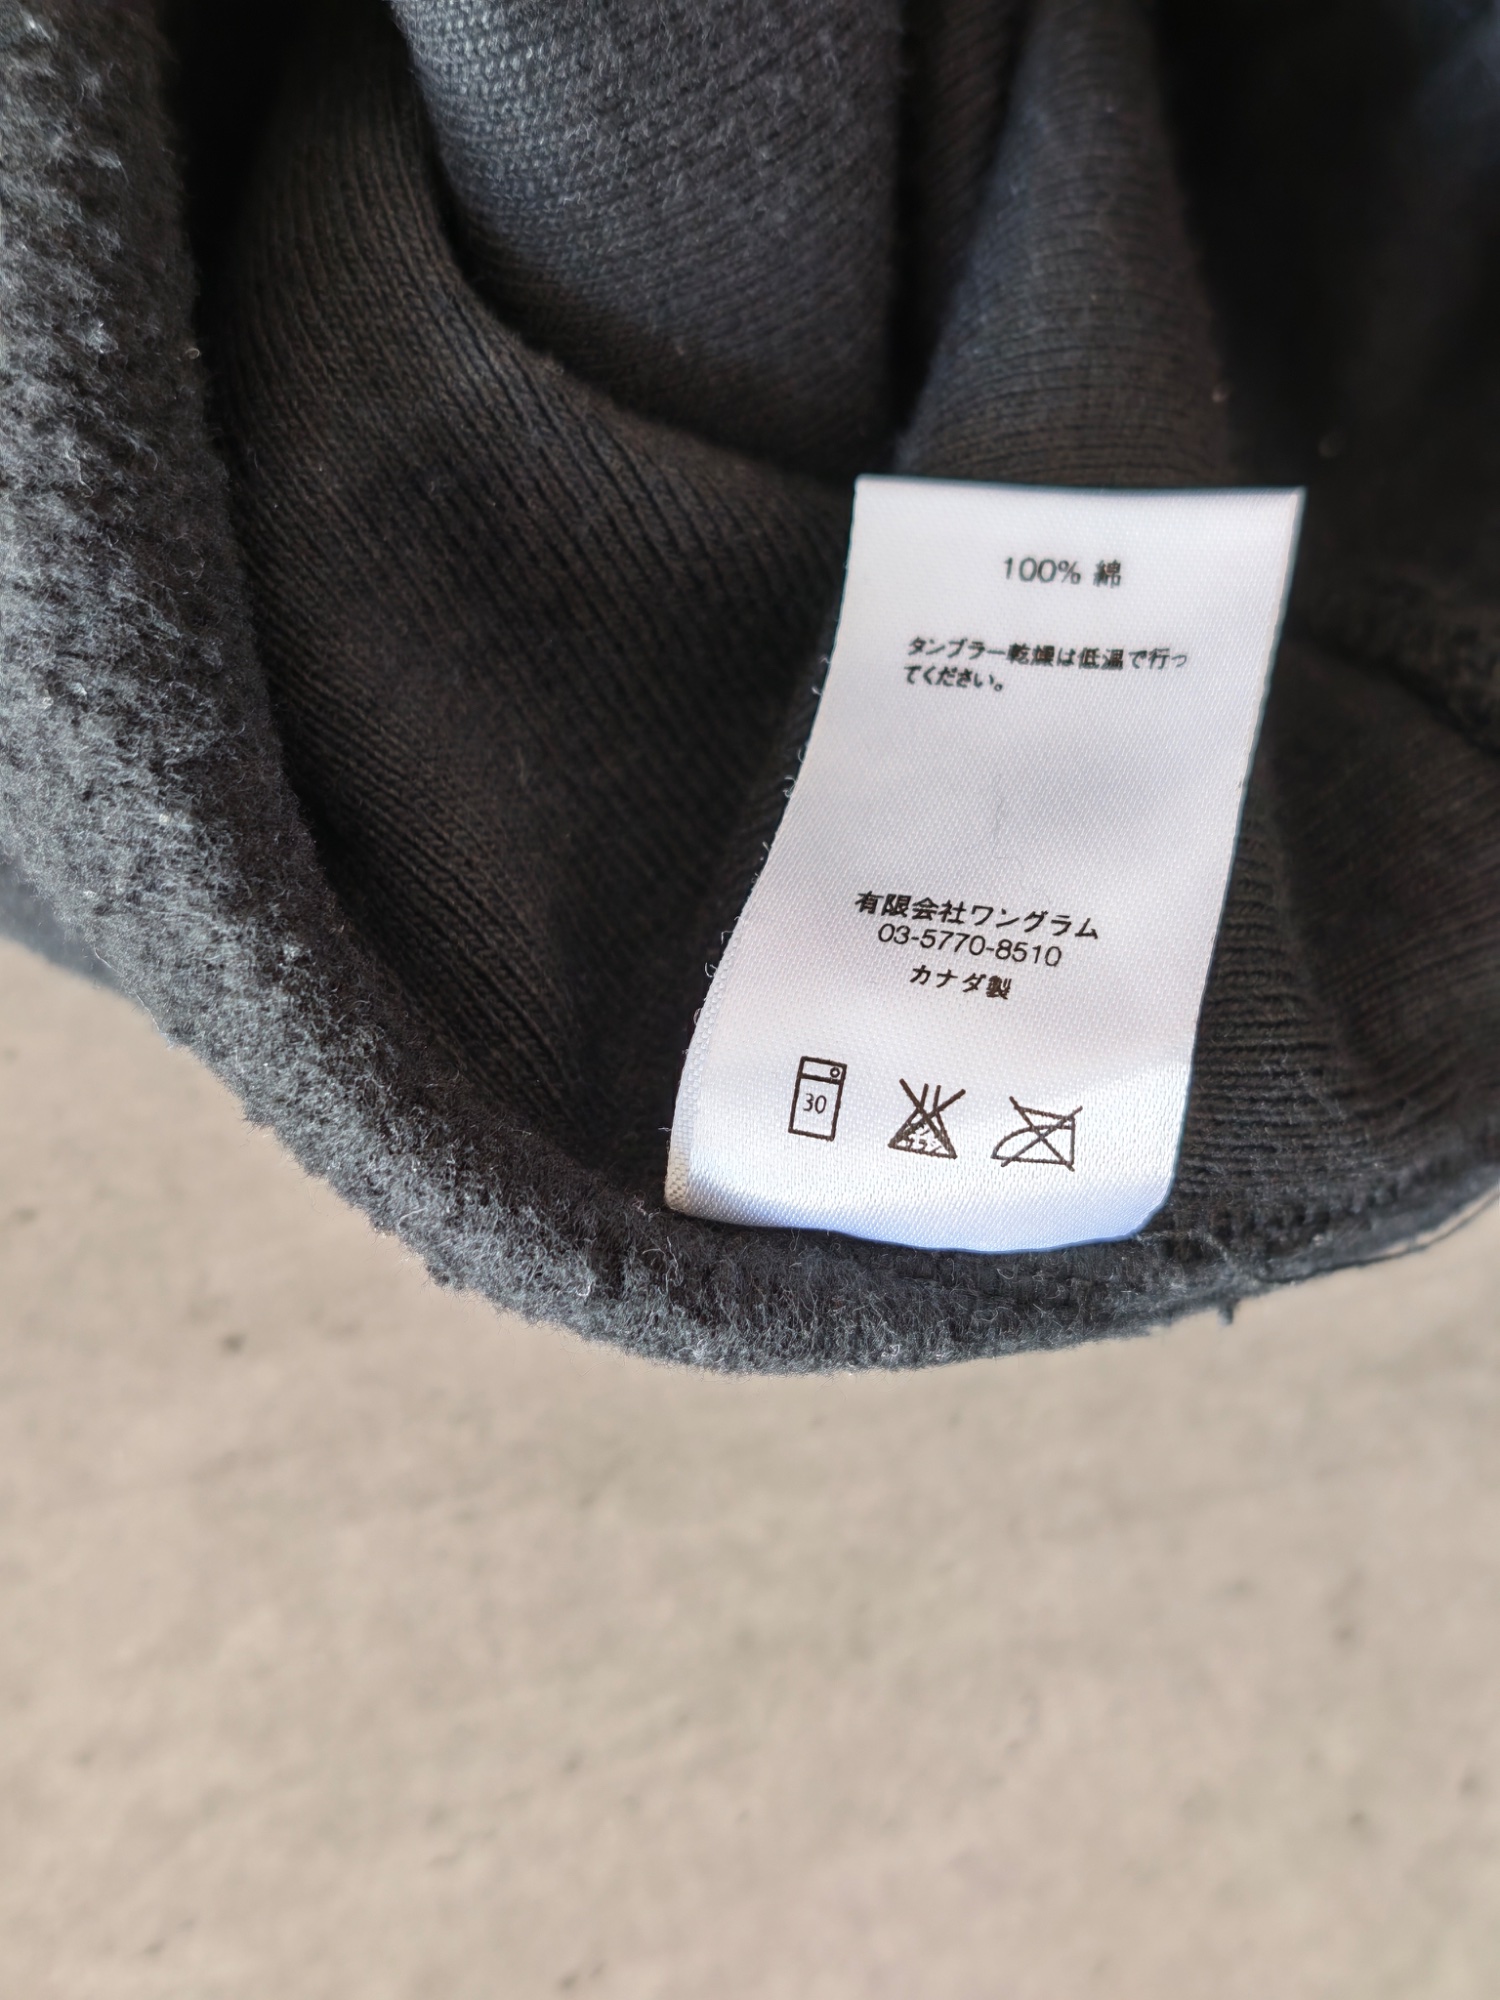 100% 綿
タンブラー乾燥は低温で行っ
てください。
有限会社ワングラム
03-5770-8510
カナダ製
30